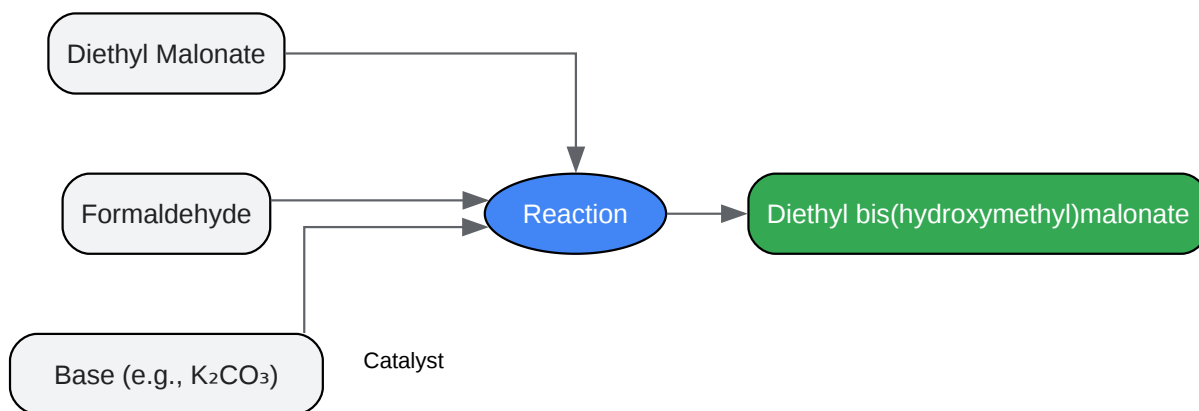 Diethyl Malonate
Formaldehyde
Reaction
Diethyl bis(hydroxymethyl)malonate
Base (e.g., K₂CO₃)
Catalyst